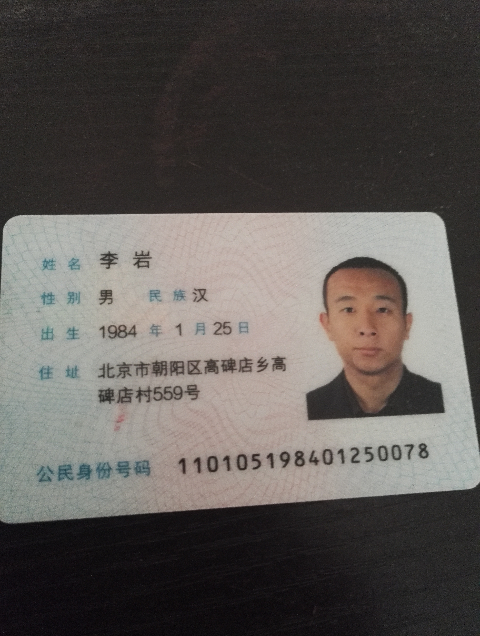 姓名 李岩
性别 男 民族 汉
出生 1984 年 1 月 25 日
住址 北京市朝阳区高碑店乡高
碑店村559号
公民身份号码 110105198401250078